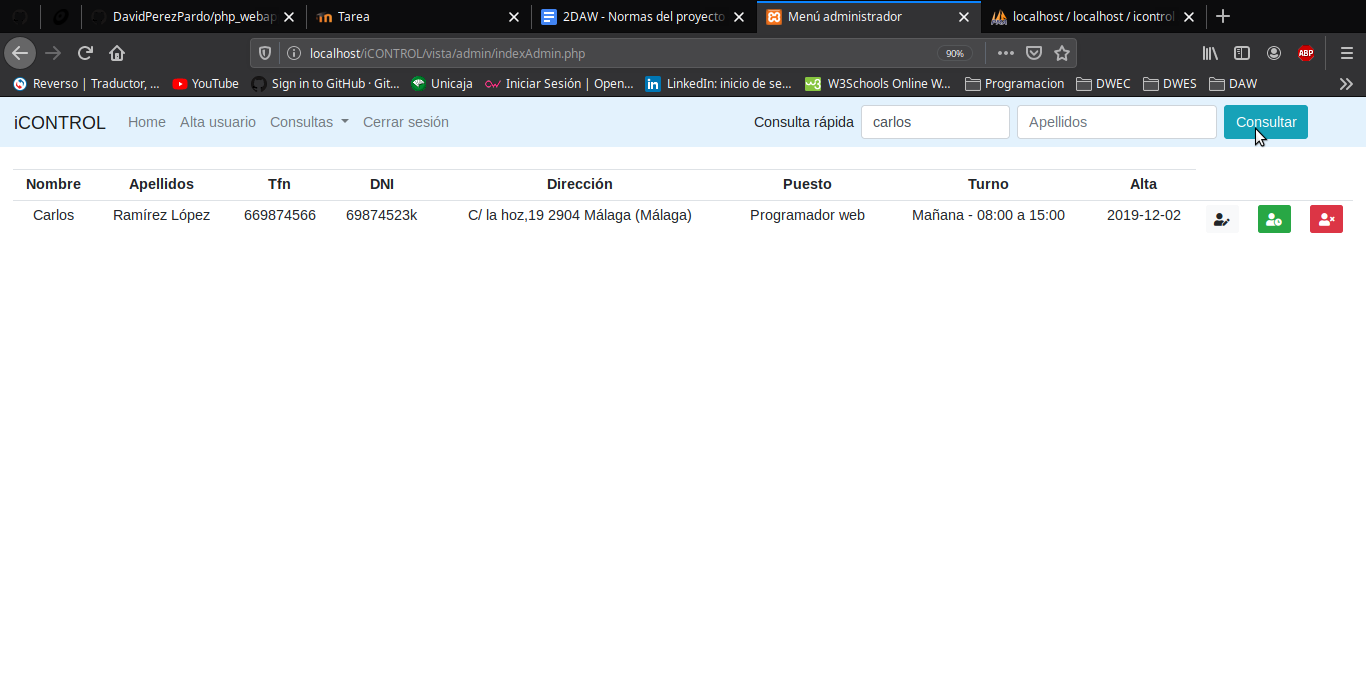 DavidPerezPardo/php_webap
Tarea
2DAW - Normas del proyecto
Menú administrador
localhost / localhost / icontrol
localhost/iCONTROL/vista/admin/indexAdmin.php
90%
ABP
Reverso | Traductor, ...
YouTube
Sign in to GitHub · Git...
Unicaja
Iniciar Sesión | Open...
LinkedIn: inicio de se...
W3Schools Online W...
Programacion
DWEC
DWES
DAW
iCONTROL Home Alta usuario Consultas Cerrar sesión Consulta rápida carlos Apellidos Consultar
Nombre Apellidos Tfn DNI Dirección Puesto Turno Alta
Carlos Ramírez López 669874566 69874523k C/ la hoz,19 2904 Málaga (Málaga) Programador web Mañana - 08:00 a 15:00 2019-12-02